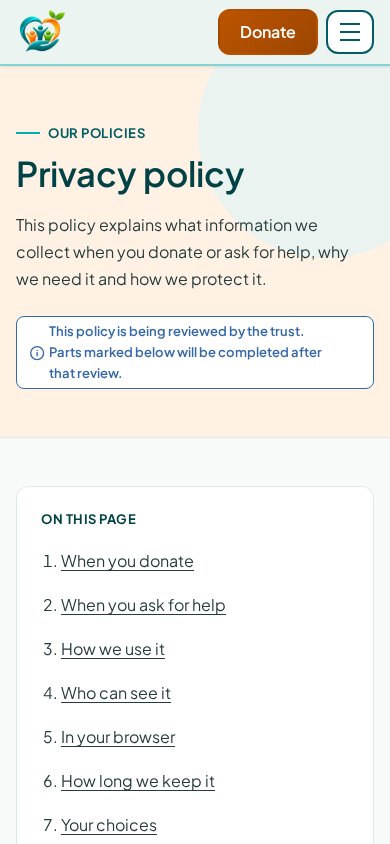 Donate
OUR POLICIES
Privacy policy
This policy explains what information we
collect when you donate or ask for help, why
we need it and how we protect it.
This policy is being reviewed by the trust.
Parts marked below will be completed after
that review.
ON THIS PAGE
1. When you donate
2. When you ask for help
3. How we use it
4. Who can see it
5. In your browser
6. How long we keep it
7. Your choices